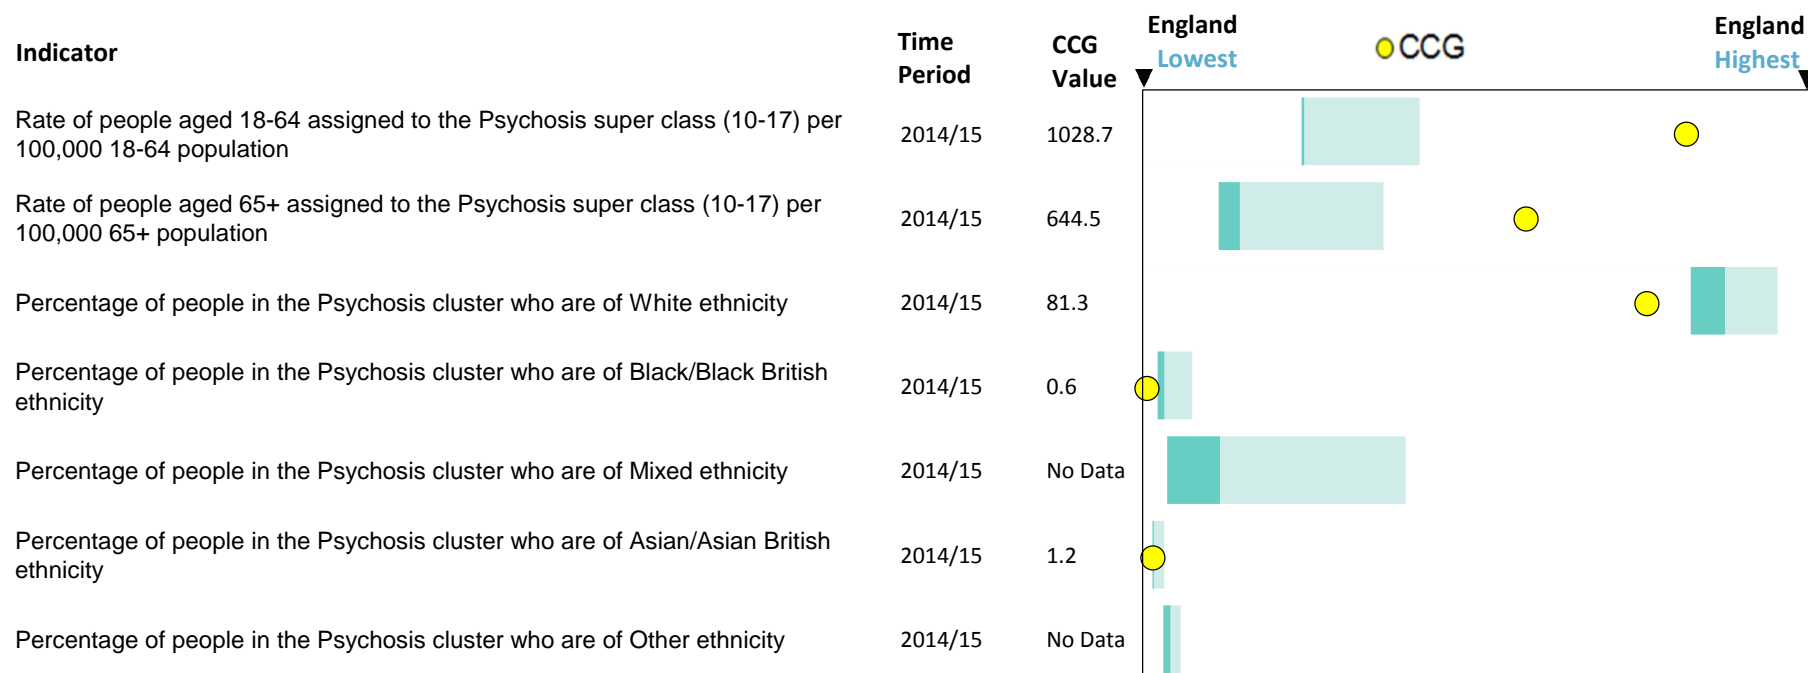 England
England
Indicator
Time
Period
CCG
Value
Lowest
CCG
Highest
Rate of people aged 18-64 assigned to the Psychosis super class (10-17) per
100,000 18-64 population
2014/15
1028.7
Rate of people aged 65+ assigned to the Psychosis super class (10-17) per
100,000 65+ population
2014/15
644.5
Percentage of people in the Psychosis cluster who are of White ethnicity
2014/15
81.3
Percentage of people in the Psychosis cluster who are of Black/Black British
ethnicity
2014/15
0.6
Percentage of people in the Psychosis cluster who are of Mixed ethnicity
2014/15
No Data
Percentage of people in the Psychosis cluster who are of Asian/Asian British
ethnicity
2014/15
1.2
Percentage of people in the Psychosis cluster who are of Other ethnicity
2014/15
No Data